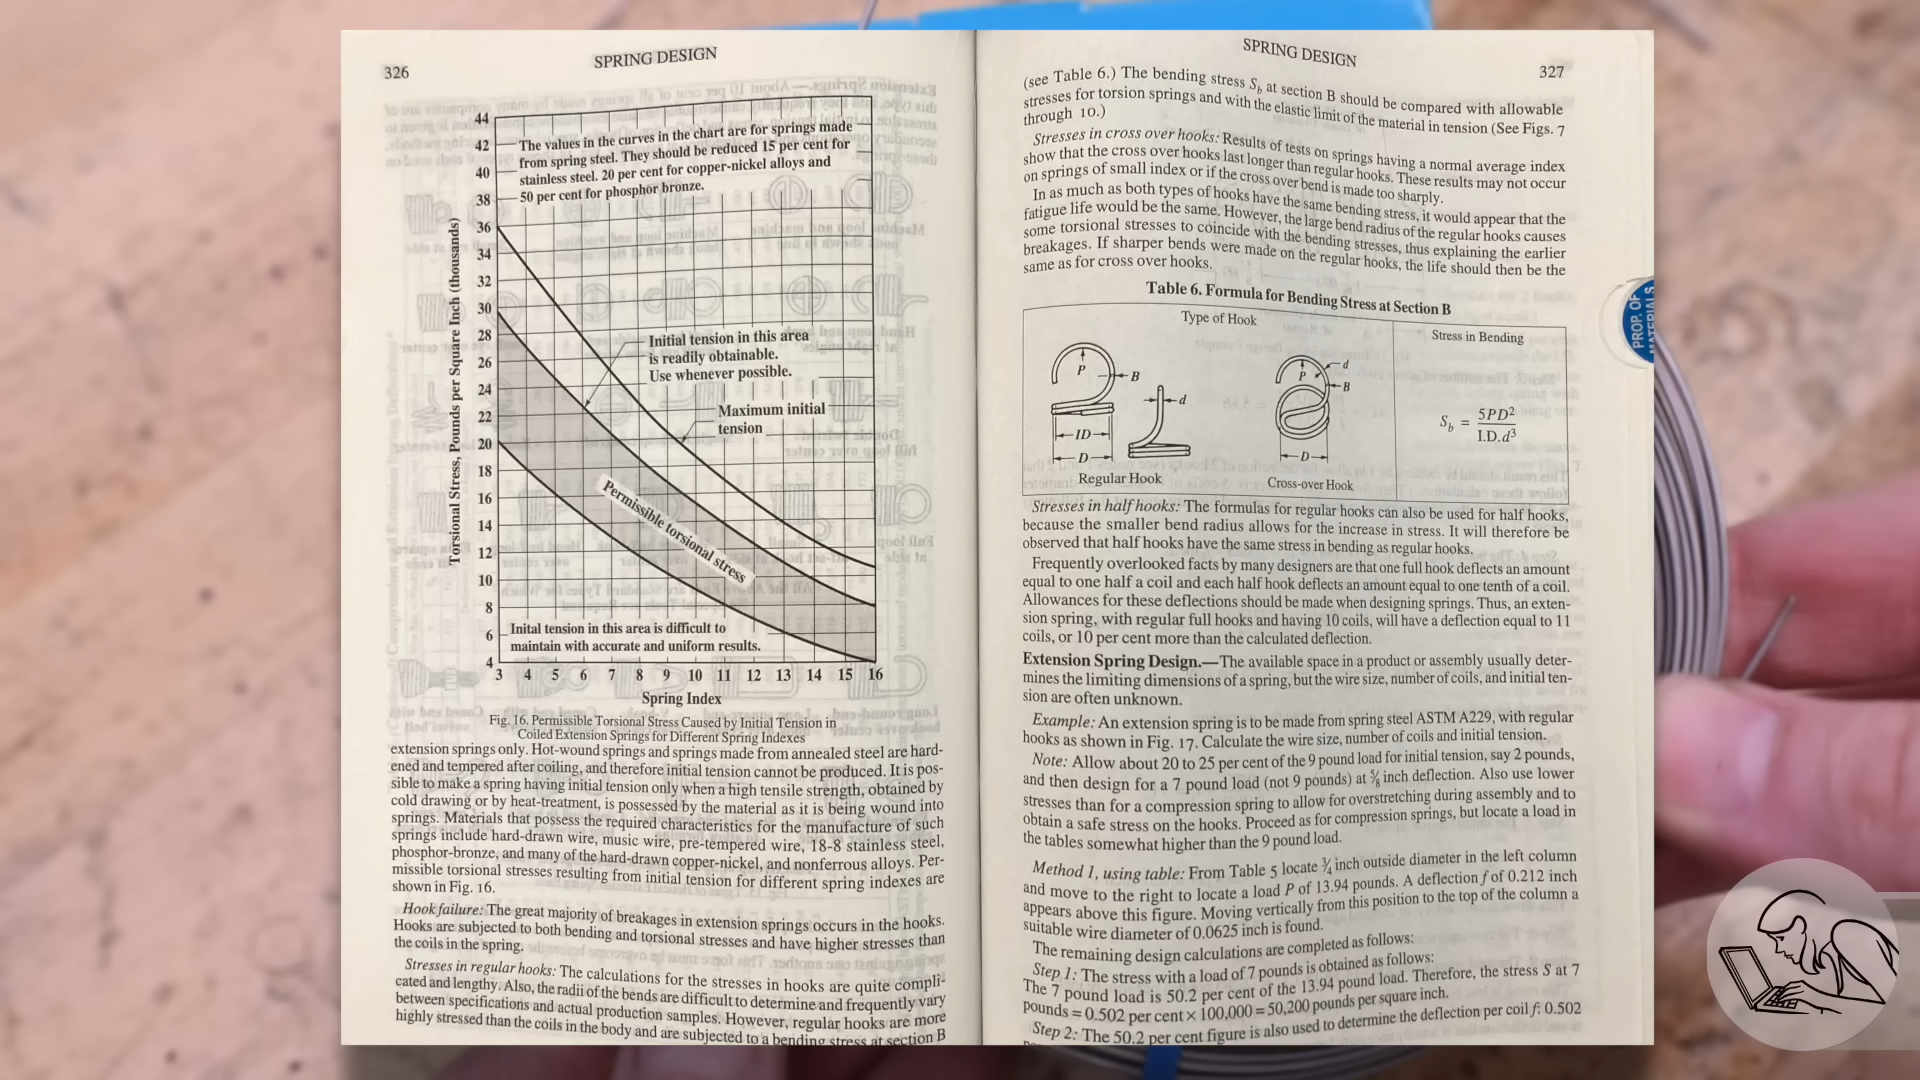 326
SPRING DESIGN
44
42
40
38
36
34
32
30
28
26
24
22
20
18
16
14
12
10
8
6
4
Torsional Stress, Pounds per Square Inch (thousands)
The values in the curves in the chart are for springs made
from spring steel. They should be reduced 15 per cent for
stainless steel. 20 per cent for copper-nickel alloys and
50 per cent for phosphor bronze.
Initial tension in this area
is readily obtainable.
Use whenever possible.
Maximum initial
tension
Permissible torsional stress
Inital tension in this area is difficult to
maintain with accurate and uniform results.
3 4 5 6 7 8 9 10 11 12 13 14 15 16
Spring Index
Fig. 16. Permissible Torsional Stress Caused by Initial Tension in
Coiled Extension Springs for Different Spring Indexes
extension springs only. Hot-wound springs and springs made from annealed steel are hard-
ened and tempered after coiling, and therefore initial tension cannot be produced. It is pos-
sible to make a spring having initial tension only when a high tensile strength, obtained by
cold drawing or by heat-treatment, is possessed by the material as it is being wound into
springs. Materials that possess the required characteristics for the manufacture of such
springs include hard-drawn wire, music wire, pre-tempered wire, 18-8 stainless steel,
phosphor-bronze, and many of the hard-drawn copper-nickel, and nonferrous alloys. Per-
missible torsional stresses resulting from initial tension for different spring indexes are
shown in Fig. 16.
Hook failure: The great majority of breakages in extension springs occurs in the hooks.
Hooks are subjected to both bending and torsional stresses and have higher stresses than
the coils in the spring.
Stresses in regular hooks: The calculations for the stresses in hooks are quite compli-
cated and lengthy. Also, the radii of the bends are difficult to determine and frequently vary
between specifications and actual production samples. However, regular hooks are more
highly stressed than the coils in the body and are subjected to a bending stress at section B
SPRING DESIGN
327
(see Table 6.) The bending stress Sb at section B should be compared with allowable
stresses for torsion springs and with the elastic limit of the material in tension (See Figs. 7
through 10.)
Stresses in cross over hooks: Results of tests on springs having a normal average index
show that the cross over hooks last longer than regular hooks. These results may not occur
on springs of small index or if the cross over bend is made too sharply.
In as much as both types of hooks have the same bending stress, it would appear that the
fatigue life would be the same. However, the large bend radius of the regular hooks causes
some torsional stresses to coincide with the bending stresses, thus explaining the earlier
breakages. If sharper bends were made on the regular hooks, the life should then be the
same as for cross over hooks.
Table 6. Formula for Bending Stress at Section B
Type of Hook
Stress in Bending
P
B
d
ID
D
Regular Hook
P
d
B
D
Cross-over Hook
Sb = 5PD² / I.D.d³
Stresses in half hooks: The formulas for regular hooks can also be used for half hooks,
because the smaller bend radius allows for the increase in stress. It will therefore be
observed that half hooks have the same stress in bending as regular hooks.
Frequently overlooked facts by many designers are that one full hook deflects an amount
equal to one half a coil and each half hook deflects an amount equal to one tenth of a coil.
Allowances for these deflections should be made when designing springs. Thus, an exten-
sion spring, with regular full hooks and having 10 coils, will have a deflection equal to 11
coils, or 10 per cent more than the calculated deflection.
Extension Spring Design.—The available space in a product or assembly usually deter-
mines the limiting dimensions of a spring, but the wire size, number of coils, and initial ten-
sion are often unknown.
Example: An extension spring is to be made from spring steel ASTM A229, with regular
hooks as shown in Fig. 17. Calculate the wire size, number of coils and initial tension.
Note: Allow about 20 to 25 per cent of the 9 pound load for initial tension, say 2 pounds,
and then design for a 7 pound load (not 9 pounds) at ⅝ inch deflection. Also use lower
stresses than for a compression spring to allow for overstretching during assembly and to
obtain a safe stress on the hooks. Proceed as for compression springs, but locate a load in
the tables somewhat higher than the 9 pound load.
Method 1, using table: From Table 5 locate ¾ inch outside diameter in the left column
and move to the right to locate a load P of 13.94 pounds. A deflection f of 0.212 inch
appears above this figure. Moving vertically from this position to the top of the column a
suitable wire diameter of 0.0625 inch is found.
The remaining design calculations are completed as follows:
Step 1: The stress with a load of 7 pounds is obtained as follows:
The 7 pound load is 50.2 per cent of the 13.94 pound load. Therefore, the stress S at 7
pounds = 0.502 per cent × 100,000 = 50,200 pounds per square inch.
Step 2: The 50.2 per cent figure is also used to determine the deflection per coil f: 0.502
PROP. OF
MATERIALS